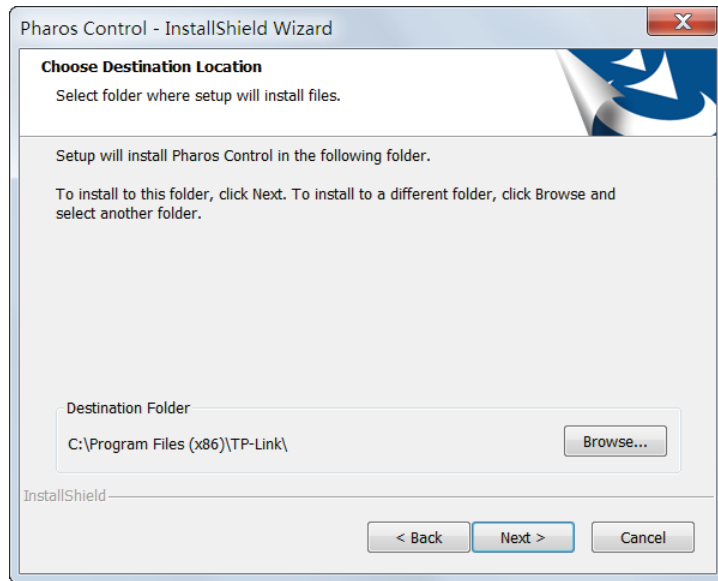 Pharos Control - InstallShield Wizard
Choose Destination Location
Select folder where setup will install files.
Setup will install Pharos Control in the following folder.
To install to this folder, click Next. To install to a different folder, click Browse and
select another folder.
Destination Folder
C:\Program Files (x86)\TP-Link\
Browse...
InstallShield
< Back
Next >
Cancel